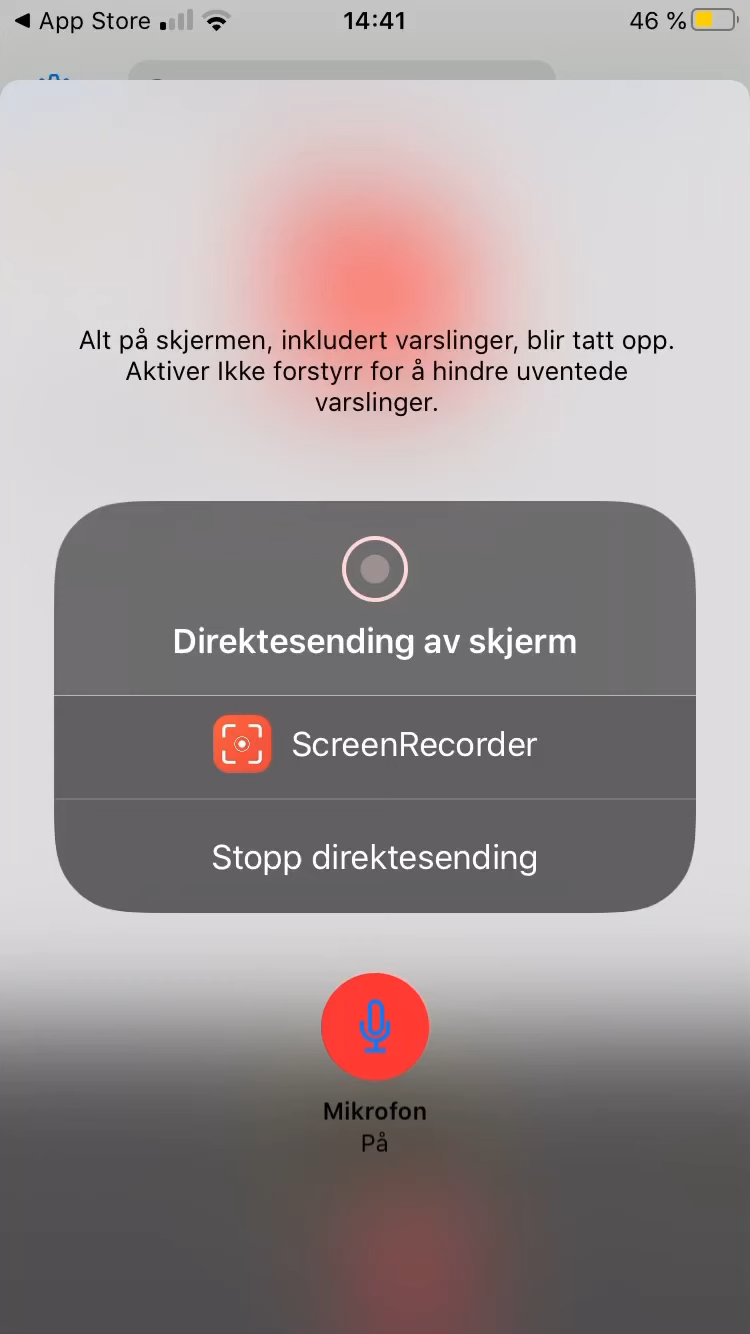 ◀ App Store 14:41 46 %
Alt på skjermen, inkludert varslinger, blir tatt opp.
Aktiver Ikke forstyrr for å hindre uventede
varslinger.
Direktesending av skjerm
ScreenRecorder
Stopp direktesending
Mikrofon
På